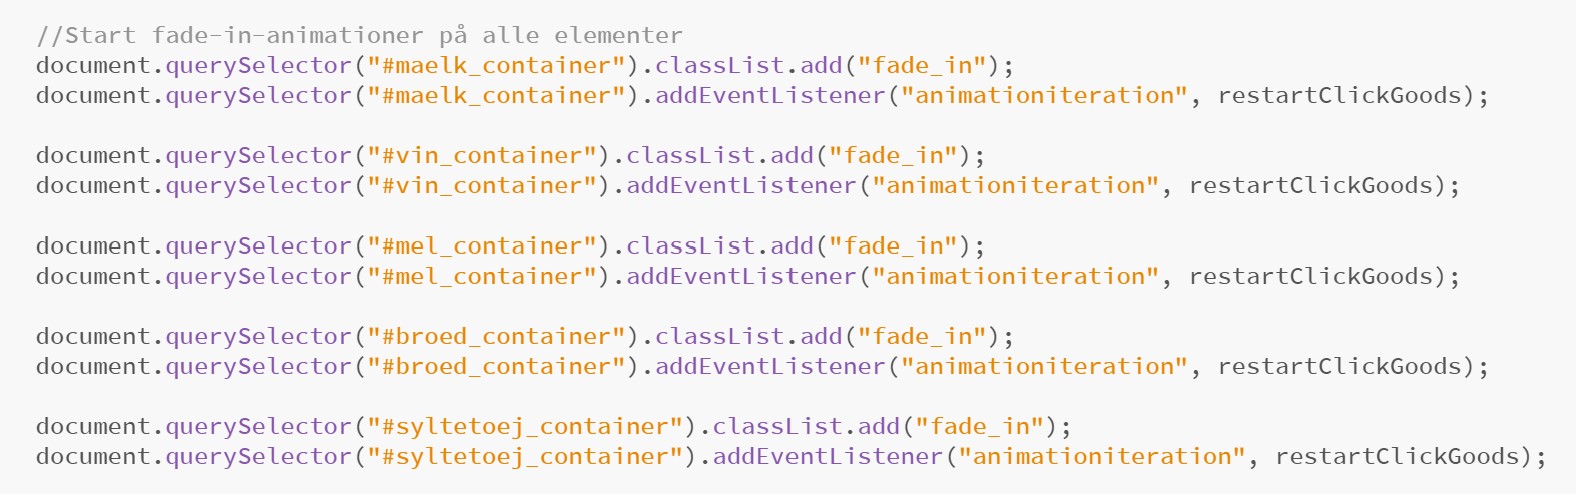 //Start fade-in-animationer på alle elementer
document.querySelector("#maelk_container").classList.add("fade_in");
document.querySelector("#maelk_container").addEventListener("animationiteration", restartClickGoods);
document.querySelector("#vin_container").classList.add("fade_in");
document.querySelector("#vin_container").addEventListener("animationiteration", restartClickGoods);
document.querySelector("#mel_container").classList.add("fade_in");
document.querySelector("#mel_container").addEventListener("animationiteration", restartClickGoods);
document.querySelector("#broed_container").classList.add("fade_in");
document.querySelector("#broed_container").addEventListener("animationiteration", restartClickGoods);
document.querySelector("#syltetoej_container").classList.add("fade_in");
document.querySelector("#syltetoej_container").addEventListener("animationiteration", restartClickGoods);